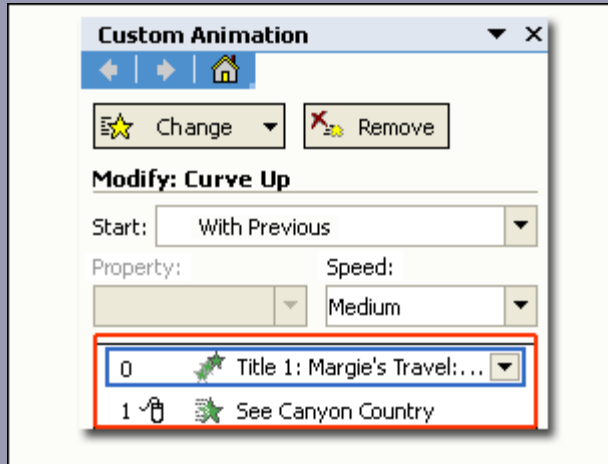 Custom Animation
Change Remove
Modify: Curve Up
Start: With Previous
Property: Speed:
Medium
0 Title 1: Margie's Travel:...
1 See Canyon Country